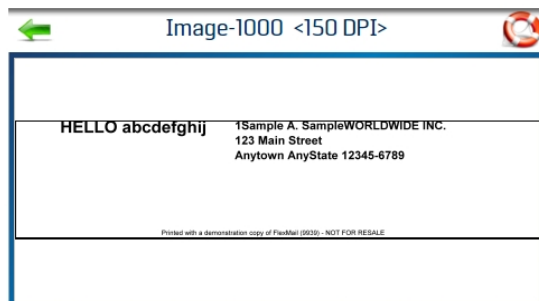 Image-1000 <150 DPI>
HELLO abcdefghij
1Sample A. SampleWORLDWIDE INC.
123 Main Street
Anytown AnyState 12345-6789
Printed with a demonstration copy of FlexMail (9939) - NOT FOR RESALE